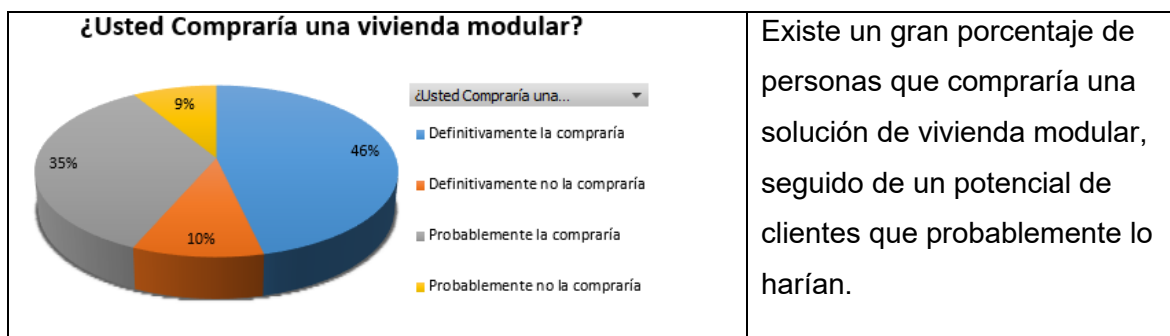 ¿Usted Compraría una vivienda modular?
9%
46%
35%
10%
¿Usted Compraría una...
Definitivamente la compraría
Definitivamente no la compraría
Probablemente la compraría
Probablemente no la compraría
Existe un gran porcentaje de
personas que compraría una
solución de vivienda modular,
seguido de un potencial de
clientes que probablemente lo
harían.